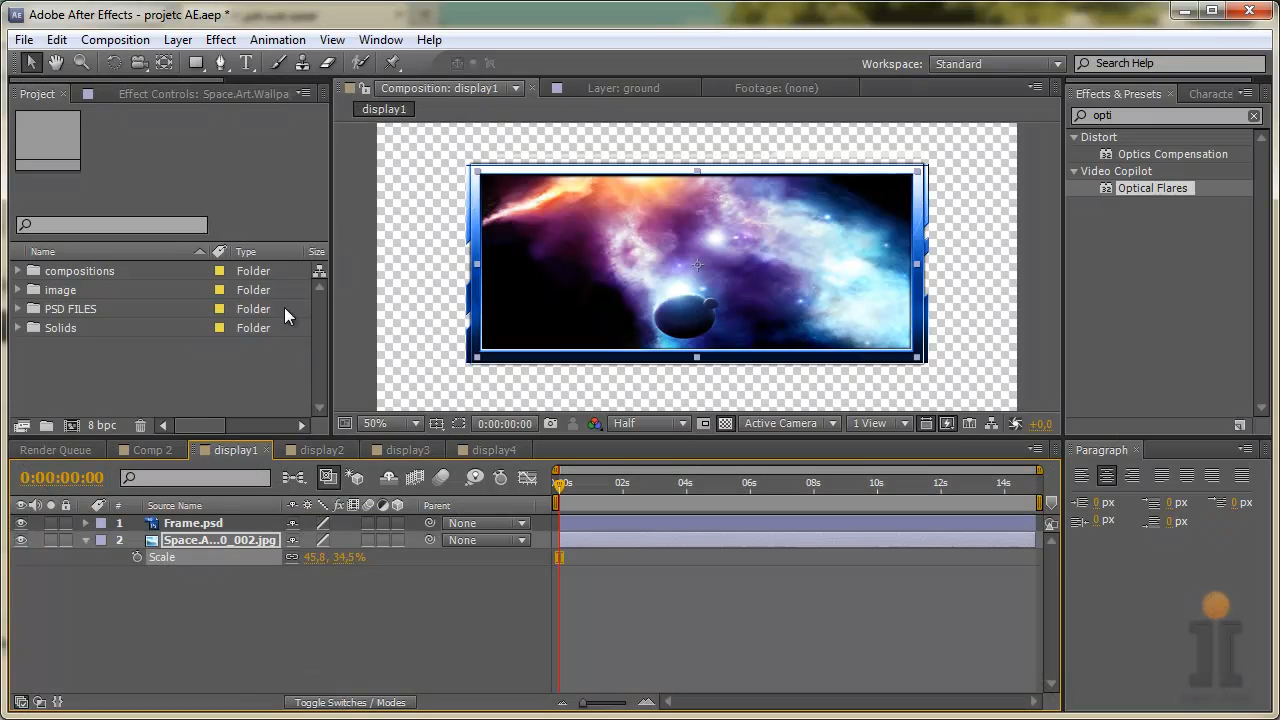 Adobe After Effects - projetc AE.aep *
File Edit Composition Layer Effect Animation View Window Help
Workspace: Standard Search Help
Project Effect Controls: Space.Art.Wallpa
Composition: display1 Layer: ground Footage: (none)
Effects & Presets Characte
display1
opti
Distort
Optics Compensation
Video Copilot
Optical Flares
Name Type Size
compositions Folder
image Folder
PSD FILES Folder
Solids Folder
8 bpc
50% 0:00:00:00 Half Active Camera 1 View +0,0
Render Queue Comp 2 display1 display2 display3 display4
Paragraph
0:00:00:00
00s 02s 04s 06s 08s 10s 12s 14s
# Source Name Parent
1 Frame.psd None
2 Space.A...0_002.jpg None
Scale 45,8, 34,5%
0 px 0 px 0 px
0 px 0 px
Toggle Switches / Modes